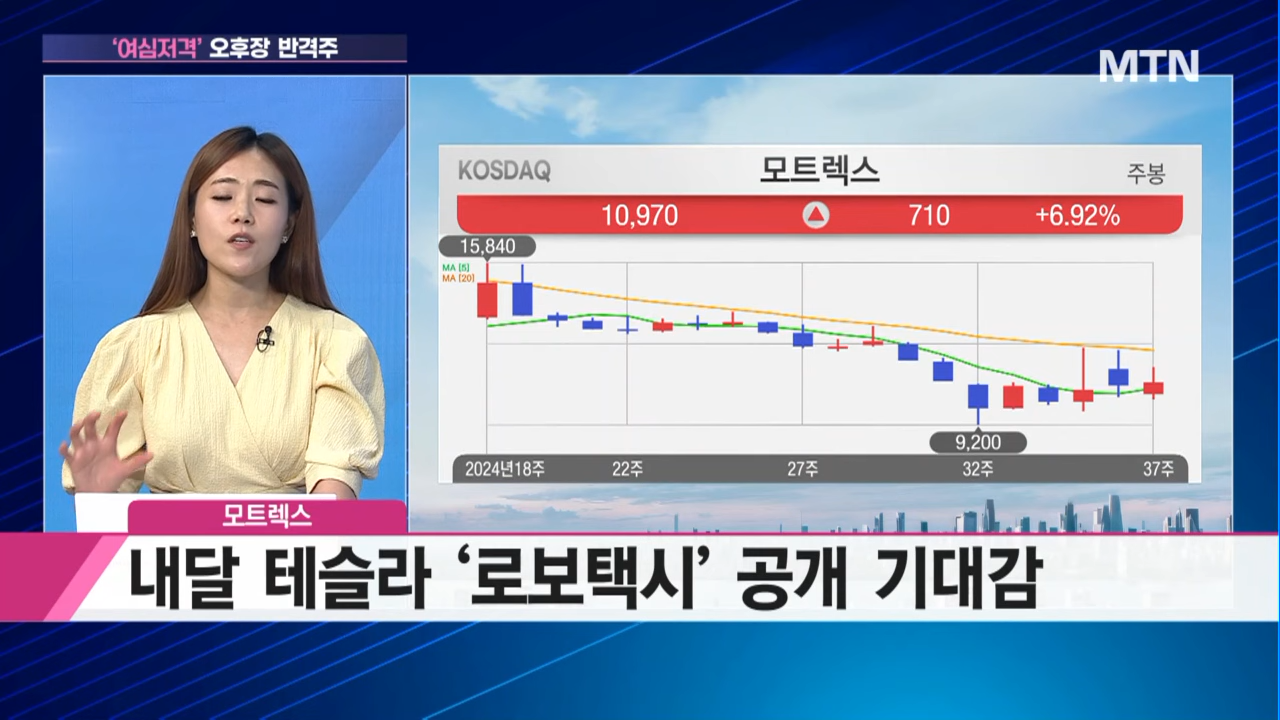 ‘여심저격’ 오후장 반격주
MTN
KOSDAQ 모트렉스 주봉
10,970 710 +6.92%
15,840
MA [5]
MA [20]
9,200
2024년18주 22주 27주 32주 37주
모트렉스
내달 테슬라 ‘로보택시’ 공개 기대감